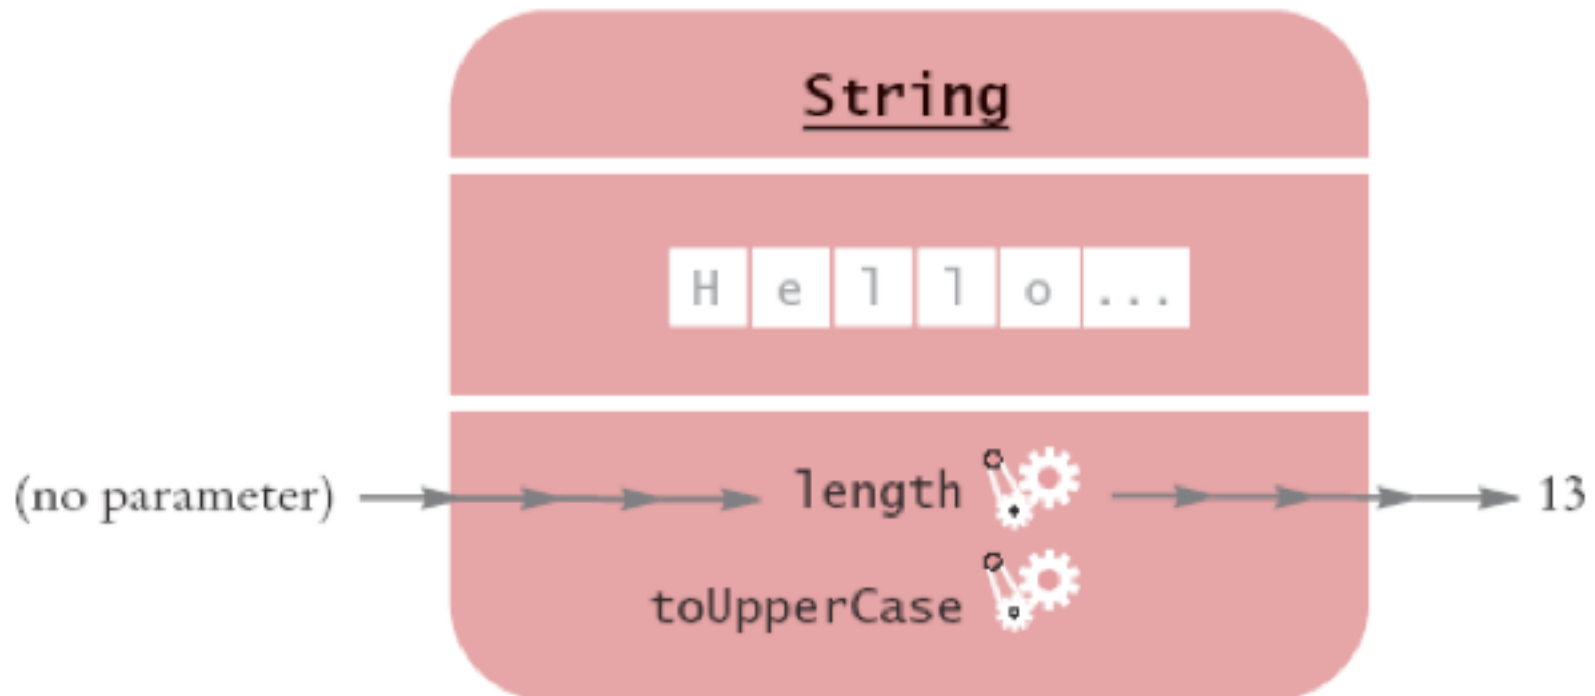 String
H e l l o ...
(no parameter) length 13
toUpperCase